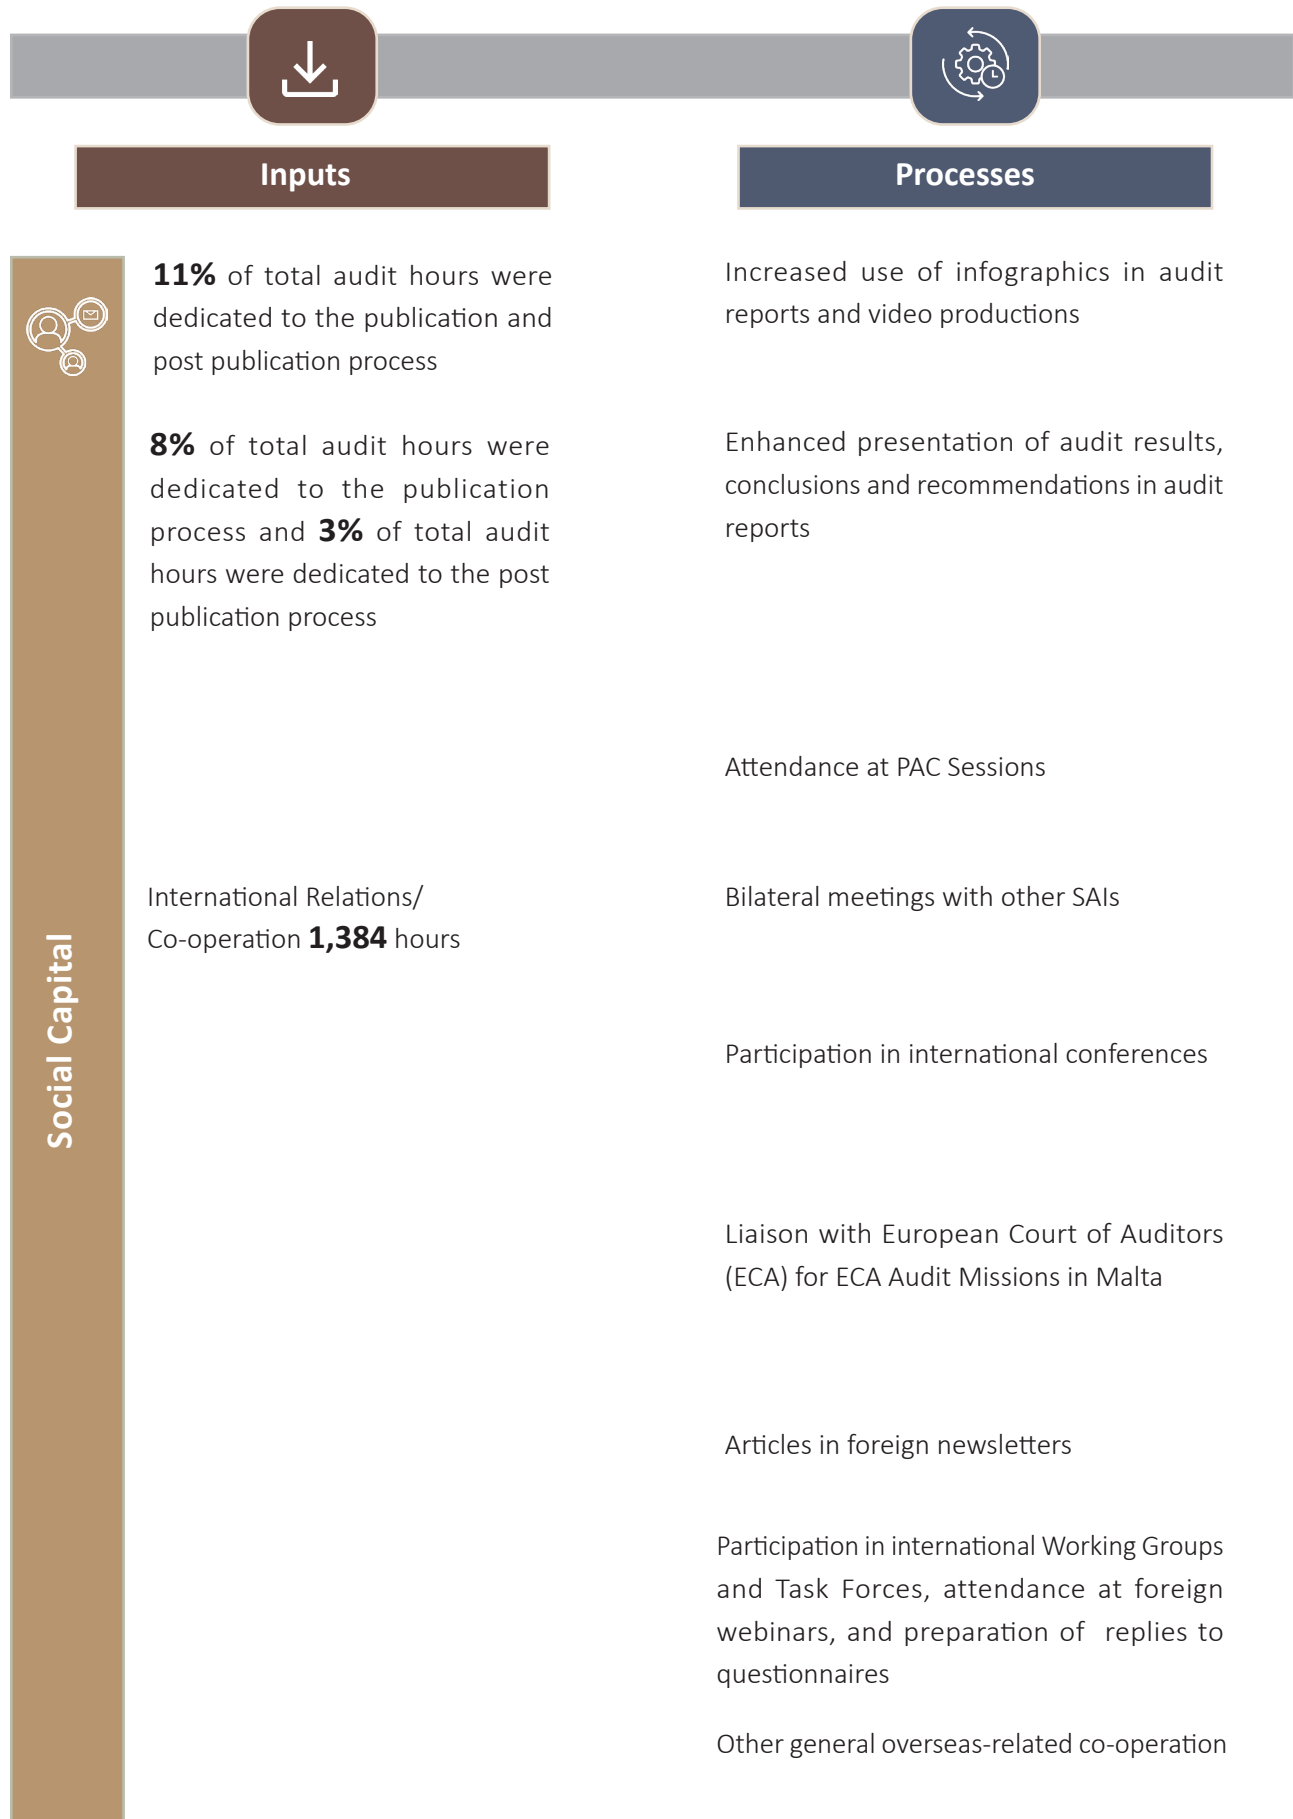 Inputs
Processes
Social Capital
11% of total audit hours were
dedicated to the publication and
post publication process
8% of total audit hours were
dedicated to the publication
process and 3% of total audit
hours were dedicated to the post
publication process
International Relations/
Co-operation 1,384 hours
Increased use of infographics in audit
reports and video productions
Enhanced presentation of audit results,
conclusions and recommendations in audit
reports
Attendance at PAC Sessions
Bilateral meetings with other SAIs
Participation in international conferences
Liaison with European Court of Auditors
(ECA) for ECA Audit Missions in Malta
Articles in foreign newsletters
Participation in international Working Groups
and Task Forces, attendance at foreign
webinars, and preparation of replies to
questionnaires
Other general overseas-related co-operation